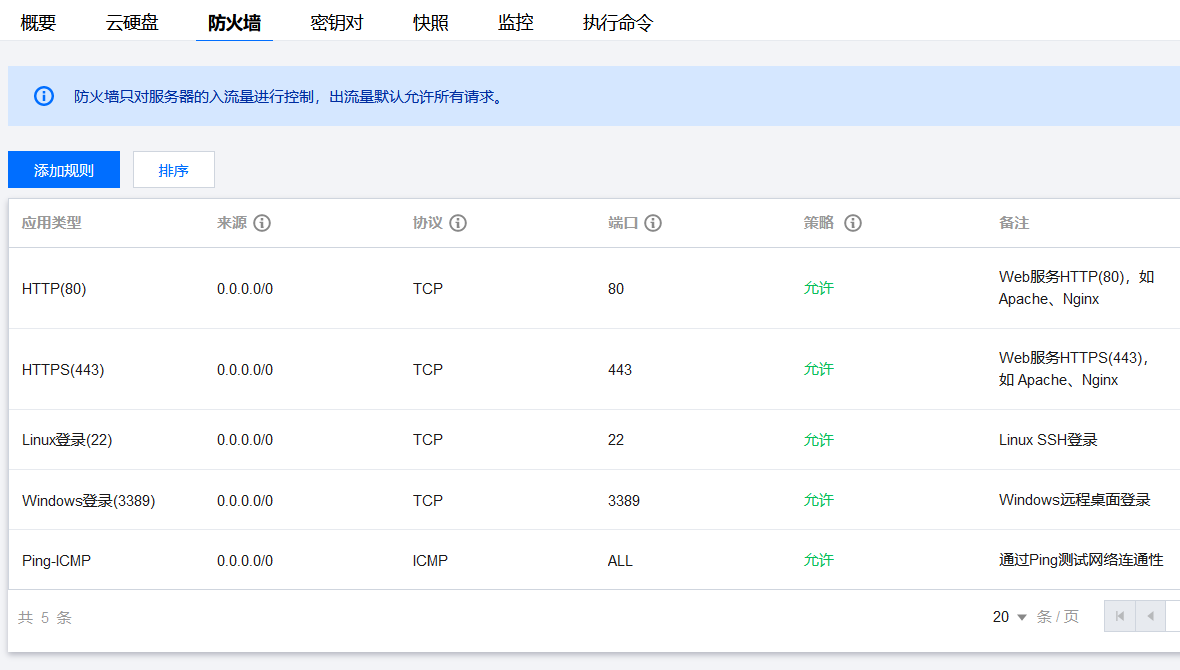 概要 云硬盘 防火墙 密钥对 快照 监控 执行命令
防火墙只对服务器的入流量进行控制，出流量默认允许所有请求。
添加规则 排序
应用类型 来源 协议 端口 策略 备注
HTTP(80) 0.0.0.0/0 TCP 80 允许 Web服务HTTP(80)，如
Apache、Nginx
HTTPS(443) 0.0.0.0/0 TCP 443 允许 Web服务HTTPS(443)，
如 Apache、Nginx
Linux登录(22) 0.0.0.0/0 TCP 22 允许 Linux SSH登录
Windows登录(3389) 0.0.0.0/0 TCP 3389 允许 Windows远程桌面登录
Ping-ICMP 0.0.0.0/0 ICMP ALL 允许 通过Ping测试网络连通性
共 5 条 20 条 / 页